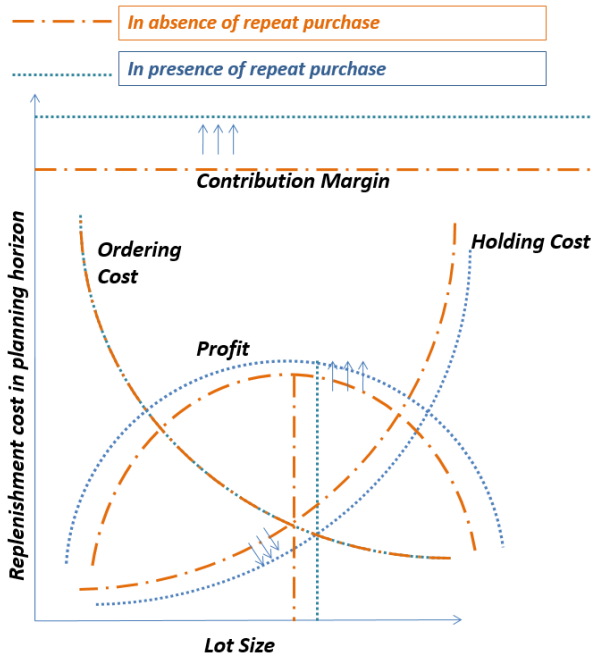 In absence of repeat purchase
In presence of repeat purchase
Contribution Margin
Ordering
Cost
Holding Cost
Profit
Replenishment cost in planning horizon
Lot Size